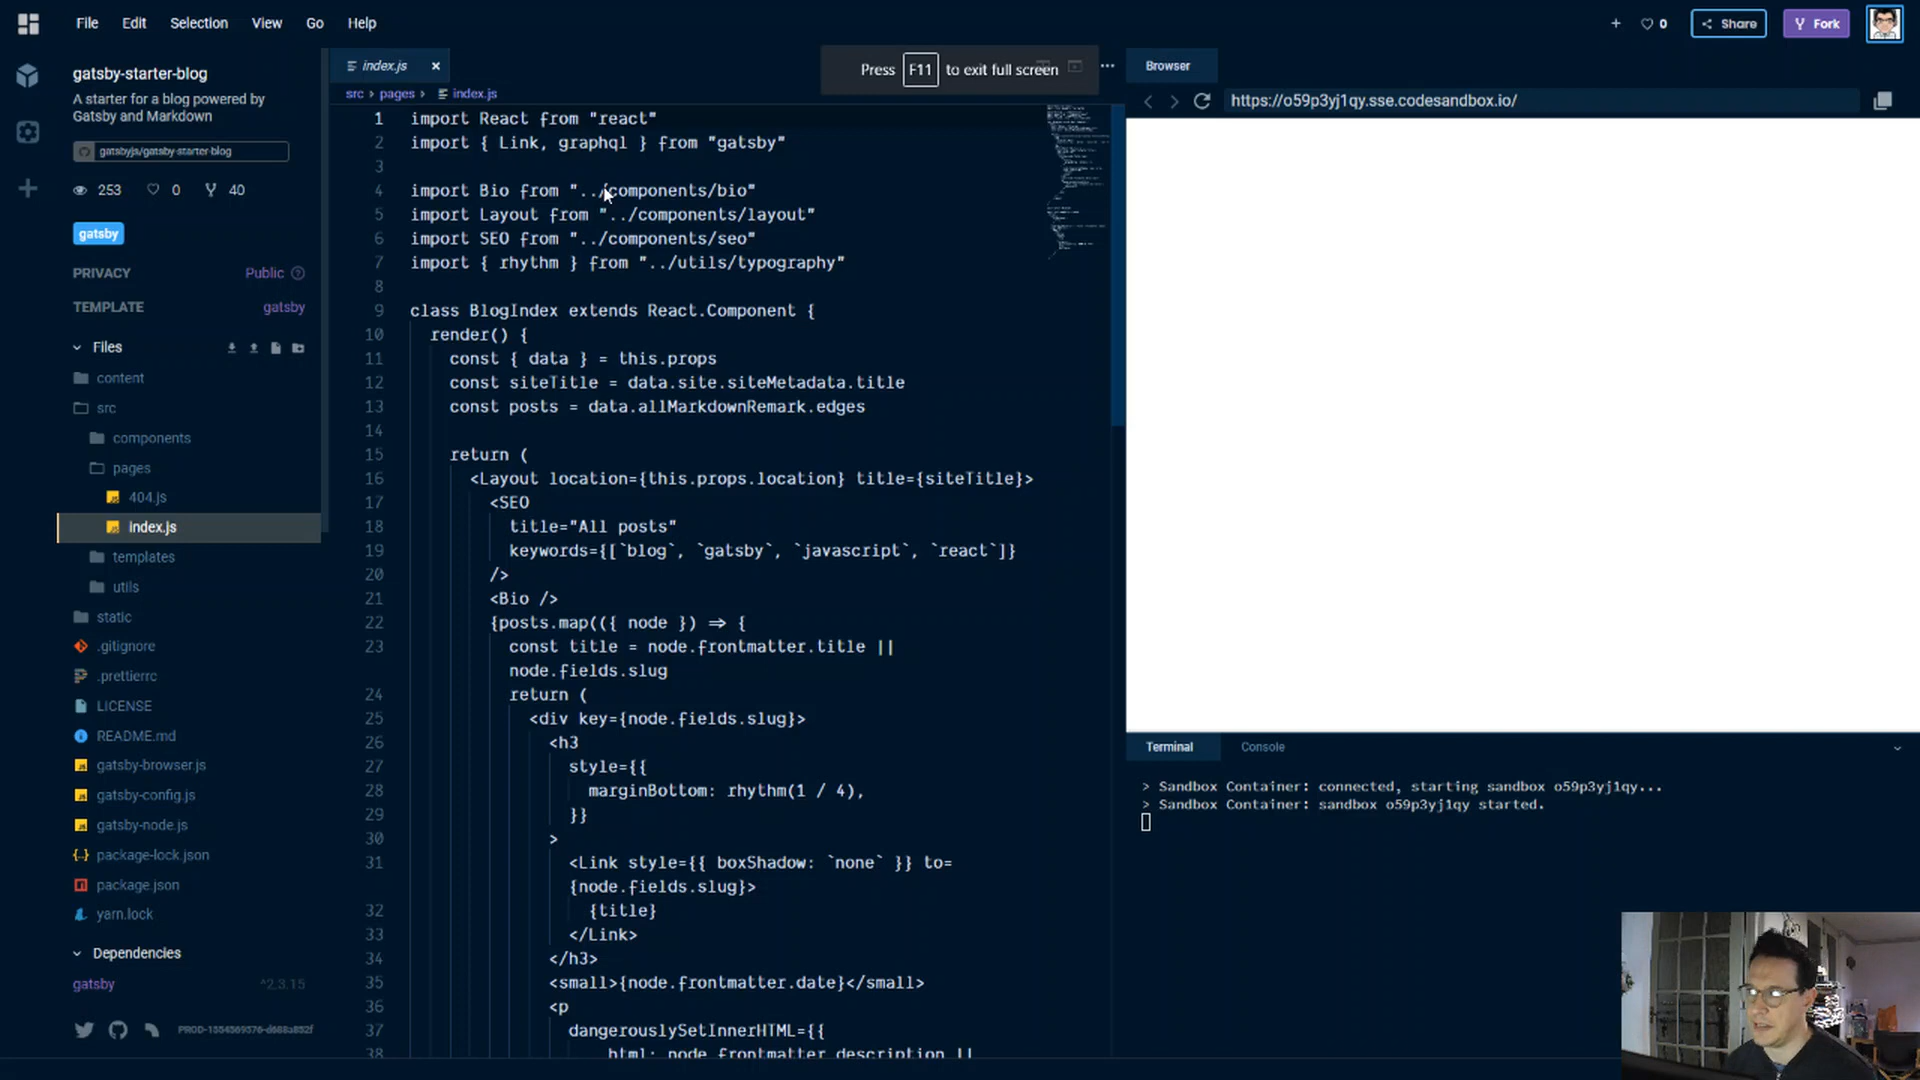 File Edit Selection View Go Help
0 Share Fork
gatsby-starter-blog
A starter for a blog powered by
Gatsby and Markdown
gatsbyjs/gatsby-starter-blog
253 0 40
gatsby
PRIVACY Public
TEMPLATE gatsby
Files
content
src
components
pages
404.js
index.js
templates
utils
static
.gitignore
.prettierrc
LICENSE
README.md
gatsby-browser.js
gatsby-config.js
gatsby-node.js
package-lock.json
package.json
yarn.lock
Dependencies
gatsby ^2.3.15
index.js
Press F11 to exit full screen
src > pages > index.js
1 import React from "react"
2 import { Link, graphql } from "gatsby"
3
4 import Bio from "../components/bio"
5 import Layout from "../components/layout"
6 import SEO from "../components/seo"
7 import { rhythm } from "../utils/typography"
8
9 class BlogIndex extends React.Component {
10 render() {
11 const { data } = this.props
12 const siteTitle = data.site.siteMetadata.title
13 const posts = data.allMarkdownRemark.edges
14
15 return (
16 <Layout location={this.props.location} title={siteTitle}>
17 <SEO
18 title="All posts"
19 keywords={[`blog`, `gatsby`, `javascript`, `react`]}
20 />
21 <Bio />
22 {posts.map(({ node }) => {
23 const title = node.frontmatter.title ||
node.fields.slug
24 return (
25 <div key={node.fields.slug}>
26 <h3
27 style={{
28 marginBottom: rhythm(1 / 4),
29 }}
30 >
31 <Link style={{ boxShadow: `none` }} to=
{node.fields.slug}>
32 {title}
33 </Link>
34 </h3>
35 <small>{node.frontmatter.date}</small>
36 <p
37 dangerouslySetInnerHTML={{
38 html: node.frontmatter.description ||
Browser
https://o59p3yj1qy.sse.codesandbox.io/
Terminal Console
> Sandbox Container: connected, starting sandbox o59p3yj1qy...
> Sandbox Container: sandbox o59p3yj1qy started.